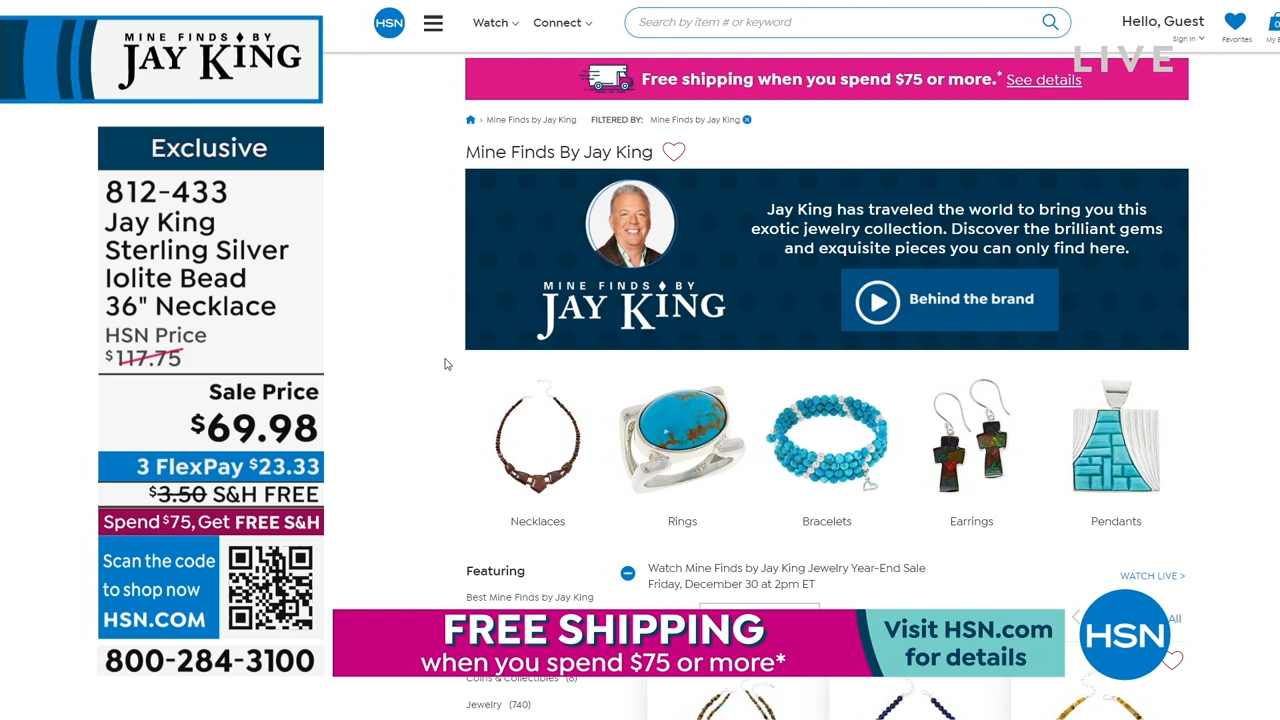 MINE FINDS BY
JAY KING
Exclusive
812-433
Jay King
Sterling Silver
Iolite Bead
36" Necklace
HSN Price
$117.75
Sale Price
$69.98
3 FlexPay $23.33
$3.50 S&H FREE
Spend $75, Get FREE S&H
Scan the code
to shop now
HSN.COM
800-284-3100
HSN
Watch
Connect
Search by item # or keyword
Hello, Guest
Sign In
Favorites
0
My
LIVE
Free shipping when you spend $75 or more.* See details
> Mine Finds by Jay King FILTERED BY: Mine Finds by Jay King
Mine Finds By Jay King
Jay King has traveled the world to bring you this
exotic jewelry collection. Discover the brilliant gems
and exquisite pieces you can only find here.
MINE FINDS BY
JAY KING
Behind the brand
Necklaces
Rings
Bracelets
Earrings
Pendants
Featuring
Best Mine Finds by Jay King
Watch Mine Finds by Jay King Jewelry Year-End Sale
Friday, December 30 at 2pm ET
WATCH LIVE >
All
FREE SHIPPING
when you spend $75 or more*
Visit HSN.com
for details
HSN
Coins & Collectibles (8)
Jewelry (740)